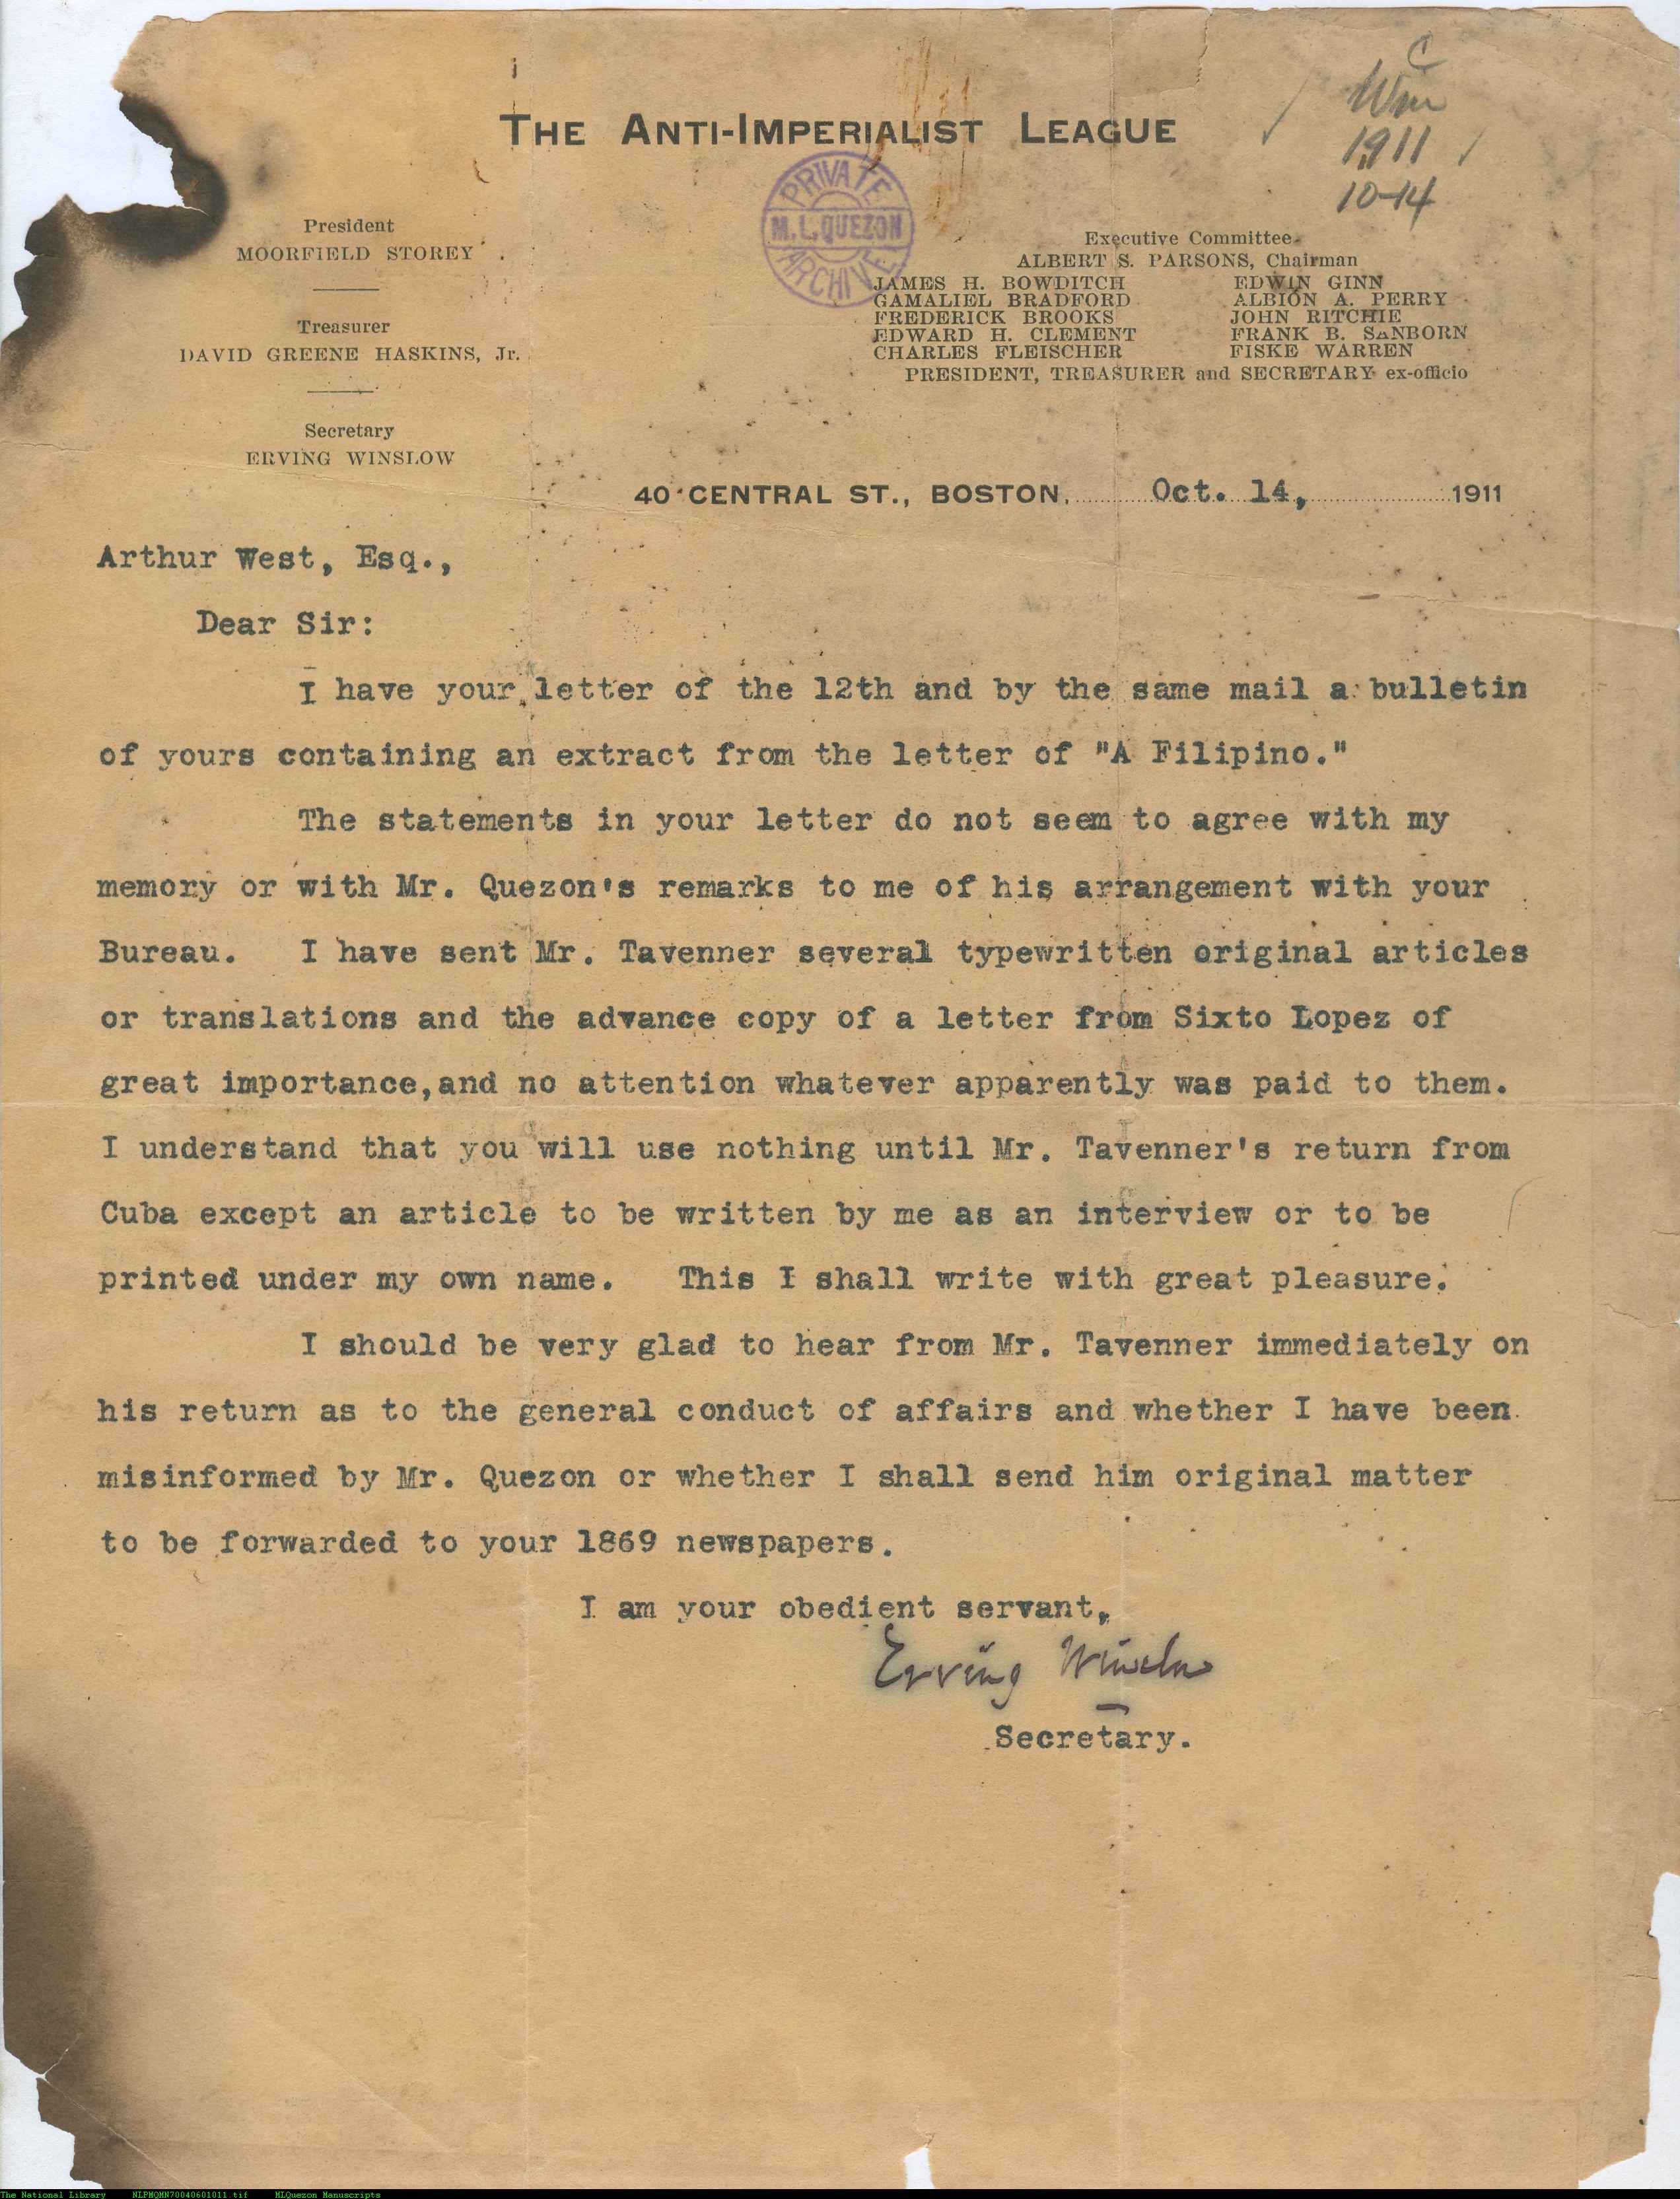 C
Win
1911
10-14
THE ANTI-IMPERIALIST LEAGUE
PRIVATE
M.L. QUEZON
ARCHIVE
President
MOORFIELD STOREY
Treasurer
DAVID GREENE HASKINS, Jr.
Secretary
ERVING WINSLOW
Executive Committee
ALBERT S. PARSONS, Chairman
JAMES H. BOWDITCH EDWIN GINN
GAMALIEL BRADFORD ALBION A. PERRY
FREDERICK BROOKS JOHN RITCHIE
EDWARD H. CLEMENT FRANK B. SANBORN
CHARLES FLEISCHER FISKE WARREN
PRESIDENT, TREASURER and SECRETARY ex-officio
40 CENTRAL ST., BOSTON, Oct. 14, 1911
Arthur West, Esq.,
Dear Sir:
I have your letter of the 12th and by the same mail a bulletin
of yours containing an extract from the letter of "A Filipino."
The statements in your letter do not seem to agree with my
memory or with Mr. Quezon's remarks to me of his arrangement with your
Bureau. I have sent Mr. Tavenner several typewritten original articles
or translations and the advance copy of a letter from Sixto Lopez of
great importance,and no attention whatever apparently was paid to them.
I understand that you will use nothing until Mr. Tavenner's return from
Cuba except an article to be written by me as an interview or to be
printed under my own name. This I shall write with great pleasure.
I should be very glad to hear from Mr. Tavenner immediately on
his return as to the general conduct of affairs and whether I have been
misinformed by Mr. Quezon or whether I shall send him original matter
to be forwarded to your 1869 newspapers.
I am your obedient servant,
Erving Winslow
Secretary.
The National Library NLPMQMN70040601011.tif MLQuezon Manuscripts